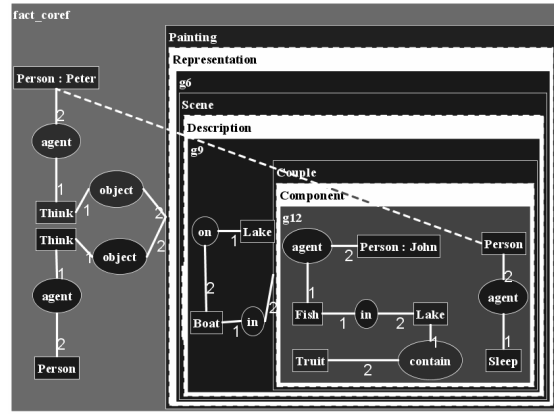 fact_coref
Painting
Representation
g6
Scene
Description
g9
Couple
Component
g12
Person : Peter
2
agent
1
Think
1
object
2
Think
1
object
2
1
agent
2
Person
on
1
Lake
2
Boat
1
in
2
agent
2
Person : John
1
Fish
1
in
2
Lake
1
contain
2
Truit
Person
2
agent
1
Sleep